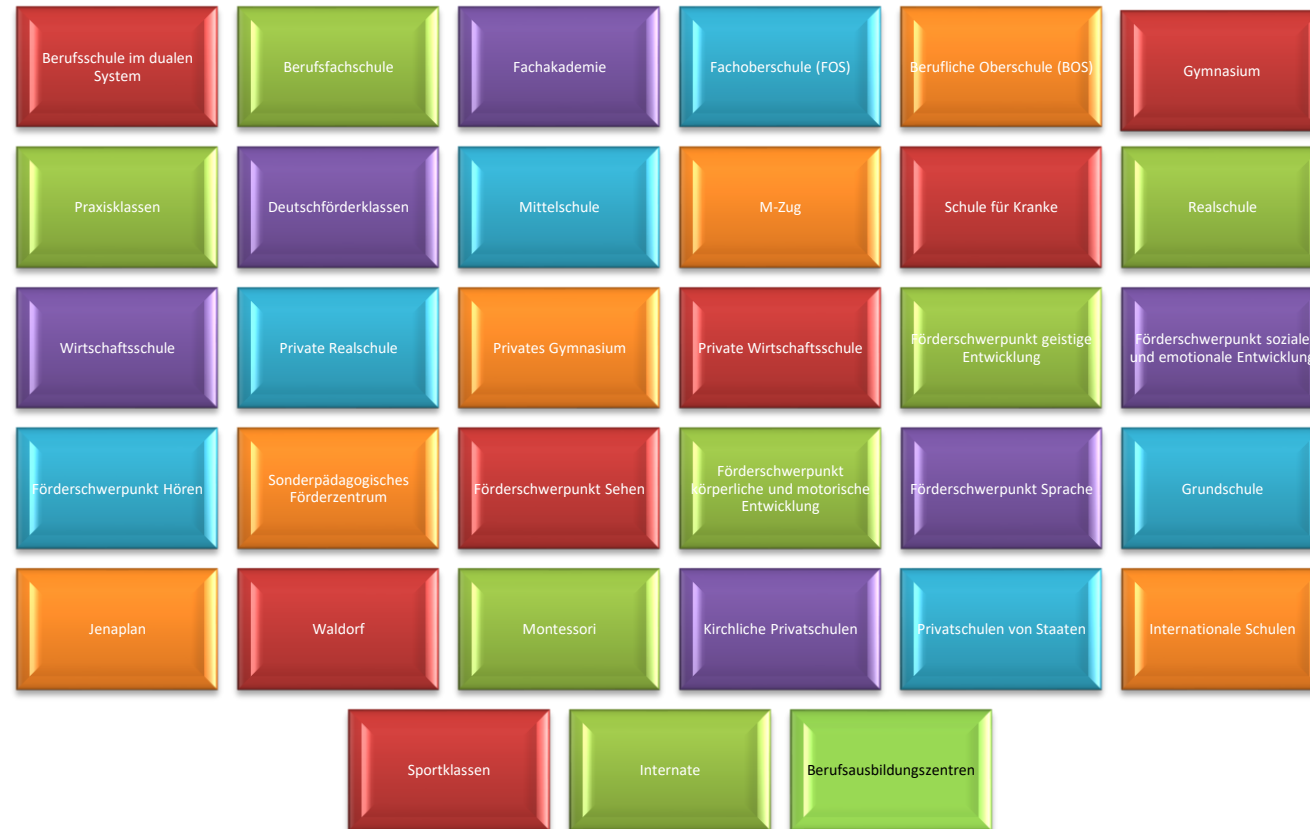 Berufsschule im dualen
System
Berufsfachschule
Fachakademie
Fachoberschule (FOS)
Berufliche Oberschule (BOS)
Gymnasium
Praxisklassen
Deutschförderklassen
Mittelschule
M-Zug
Schule für Kranke
Realschule
Wirtschaftsschule
Private Realschule
Privates Gymnasium
Private Wirtschaftsschule
Förderschwerpunkt geistige
Entwicklung
Förderschwerpunkt soziale
und emotionale Entwicklung
Förderschwerpunkt Hören
Sonderpädagogisches
Förderzentrum
Förderschwerpunkt Sehen
Förderschwerpunkt
körperliche und motorische
Entwicklung
Förderschwerpunkt Sprache
Grundschule
Jenaplan
Waldorf
Montessori
Kirchliche Privatschulen
Privatschulen von Staaten
Internationale Schulen
Sportklassen
Internate
Berufsausbildungszentren